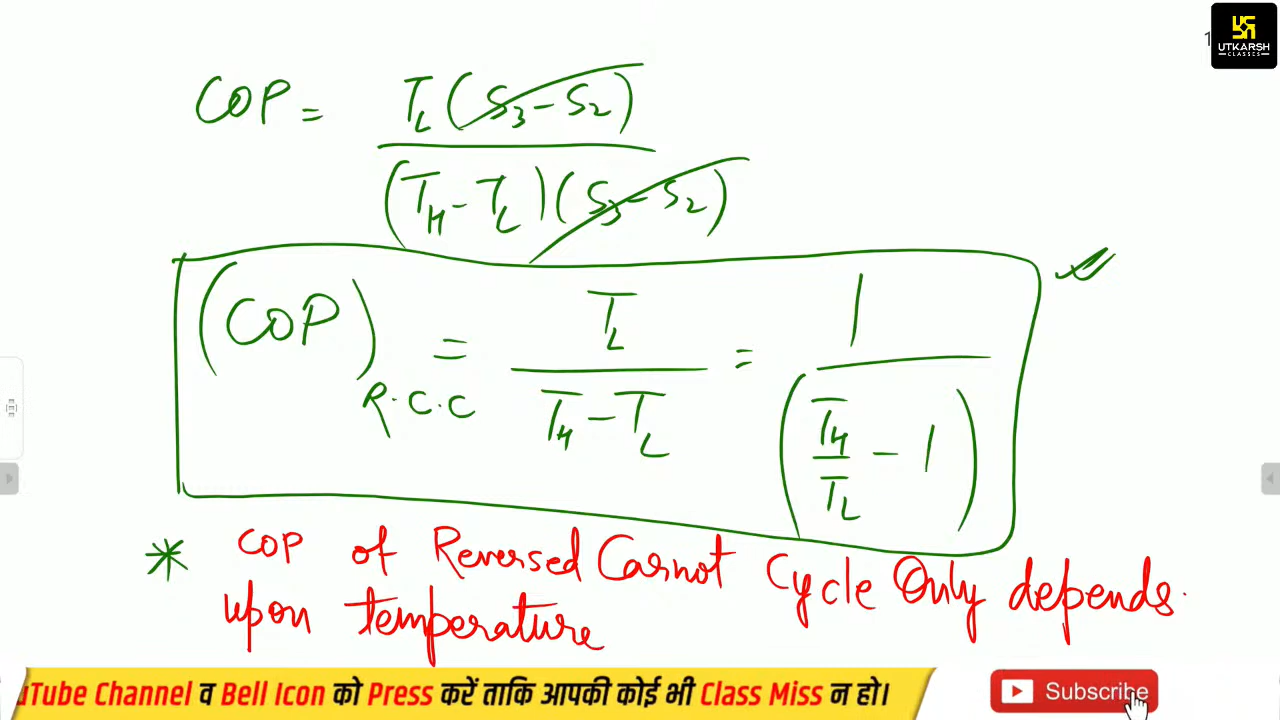 UTKARSH
CLASSES
COP = T_L (S_3 - S_2) / (T_H - T_L) (S_3 - S_2)
(COP)_R.C.C = T_L / (T_H - T_L) = 1 / (T_H / T_L - 1)
* COP of Reversed Carnot Cycle Only depends
upon temperature
uTube Channel व Bell Icon को Press करें ताकि आपकी कोई भी Class Miss न हो।
Subscribe